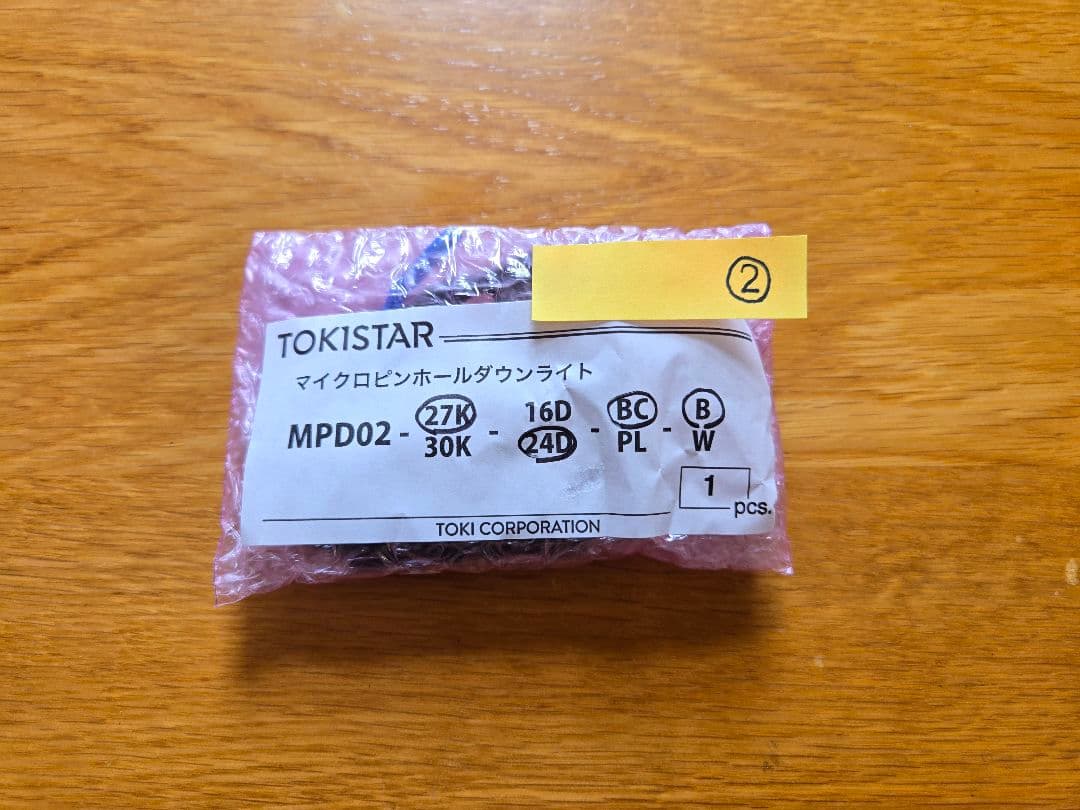 ②
TOKISTAR
マイクロピンホールダウンライト
MPD02 - 27K - 16D - BC - B
30K 24D PL W
1 pcs.
TOKI CORPORATION